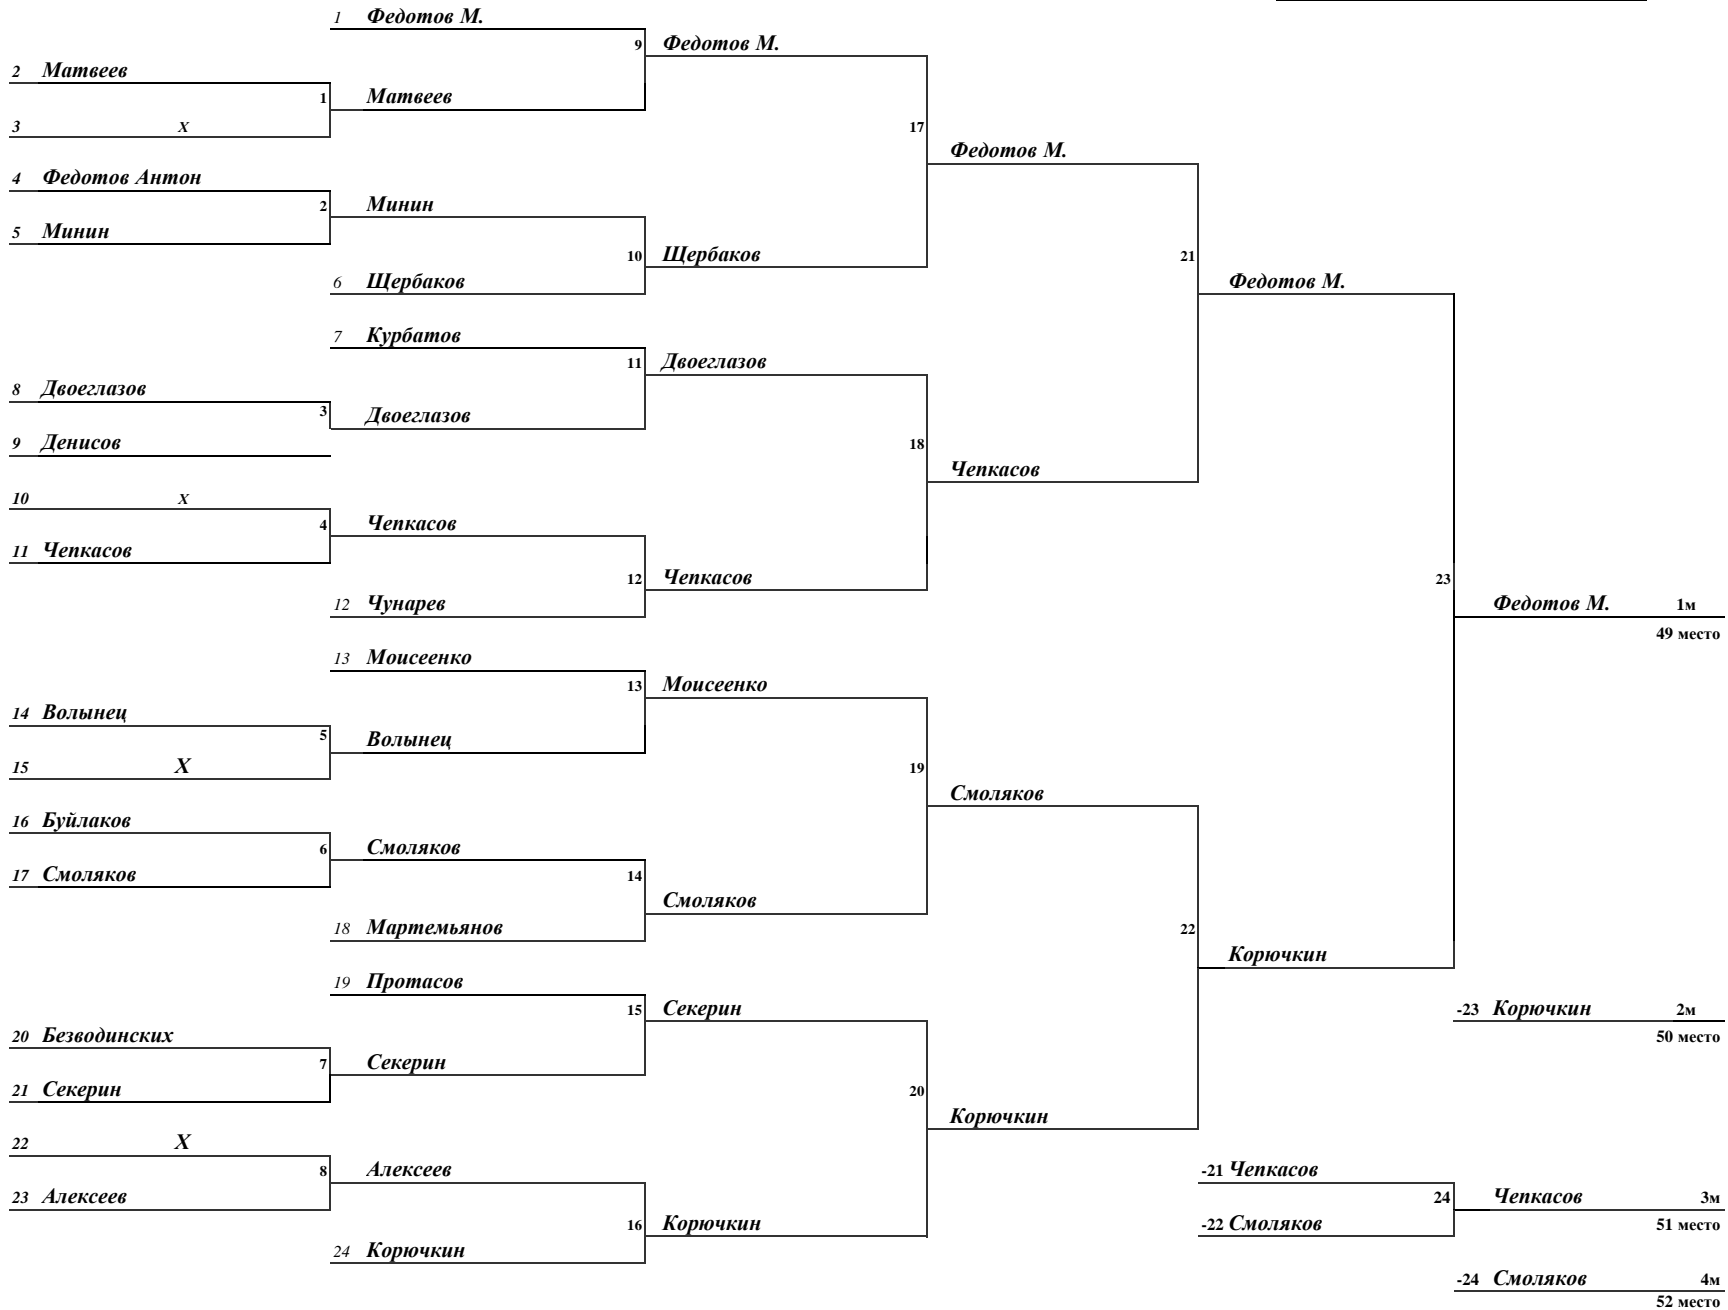 1 Федотов М.
9 Федотов М.
2 Матвеев
1 Матвеев
3 X
17
Федотов М.
4 Федотов Антон
2 Минин
5 Минин
10 Щербаков
21
6 Щербаков
Федотов М.
7 Курбатов
11 Двоеглазов
8 Двоеглазов
3 Двоеглазов
9 Денисов
18
Чепкасов
10 X
4 Чепкасов
11 Чепкасов
12 Чепкасов
23
12 Чунарев
Федотов М. 1м
49 место
13 Моисеенко
13 Моисеенко
14 Волынец
5 Волынец
15 X
19
Смоляков
16 Буйлаков
6 Смоляков
17 Смоляков
14
Смоляков
18 Мартемьянов
22
Корючкин
19 Протасов
15 Секерин
-23 Корючкин 2м
50 место
20 Безводинских
7 Секерин
21 Секерин
20
Корючкин
22 X
8 Алексеев
-21 Чепкасов
23 Алексеев
24 Чепкасов 3м
51 место
16 Корючкин
-22 Смоляков
24 Корючкин
-24 Смоляков 4м
52 место